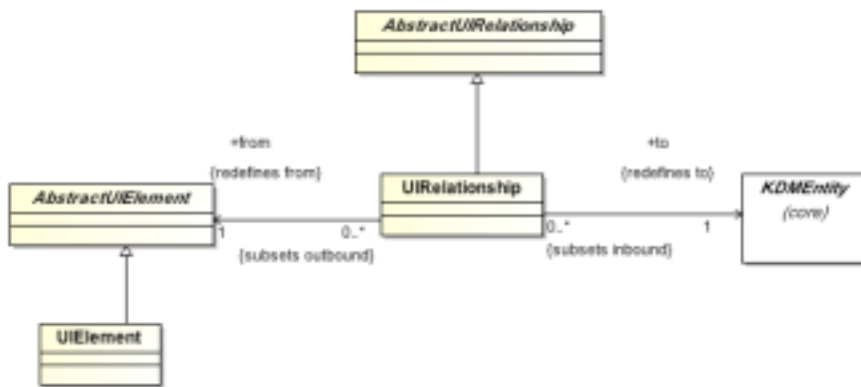 AbstractUIRelationship
+from
+to
{redefines from}
{redefines to}
AbstractUIElement
UIRelationship
KDMEntity
(core)
1
0..*
0..*
1
{subsets outbound}
{subsets inbound}
UIElement